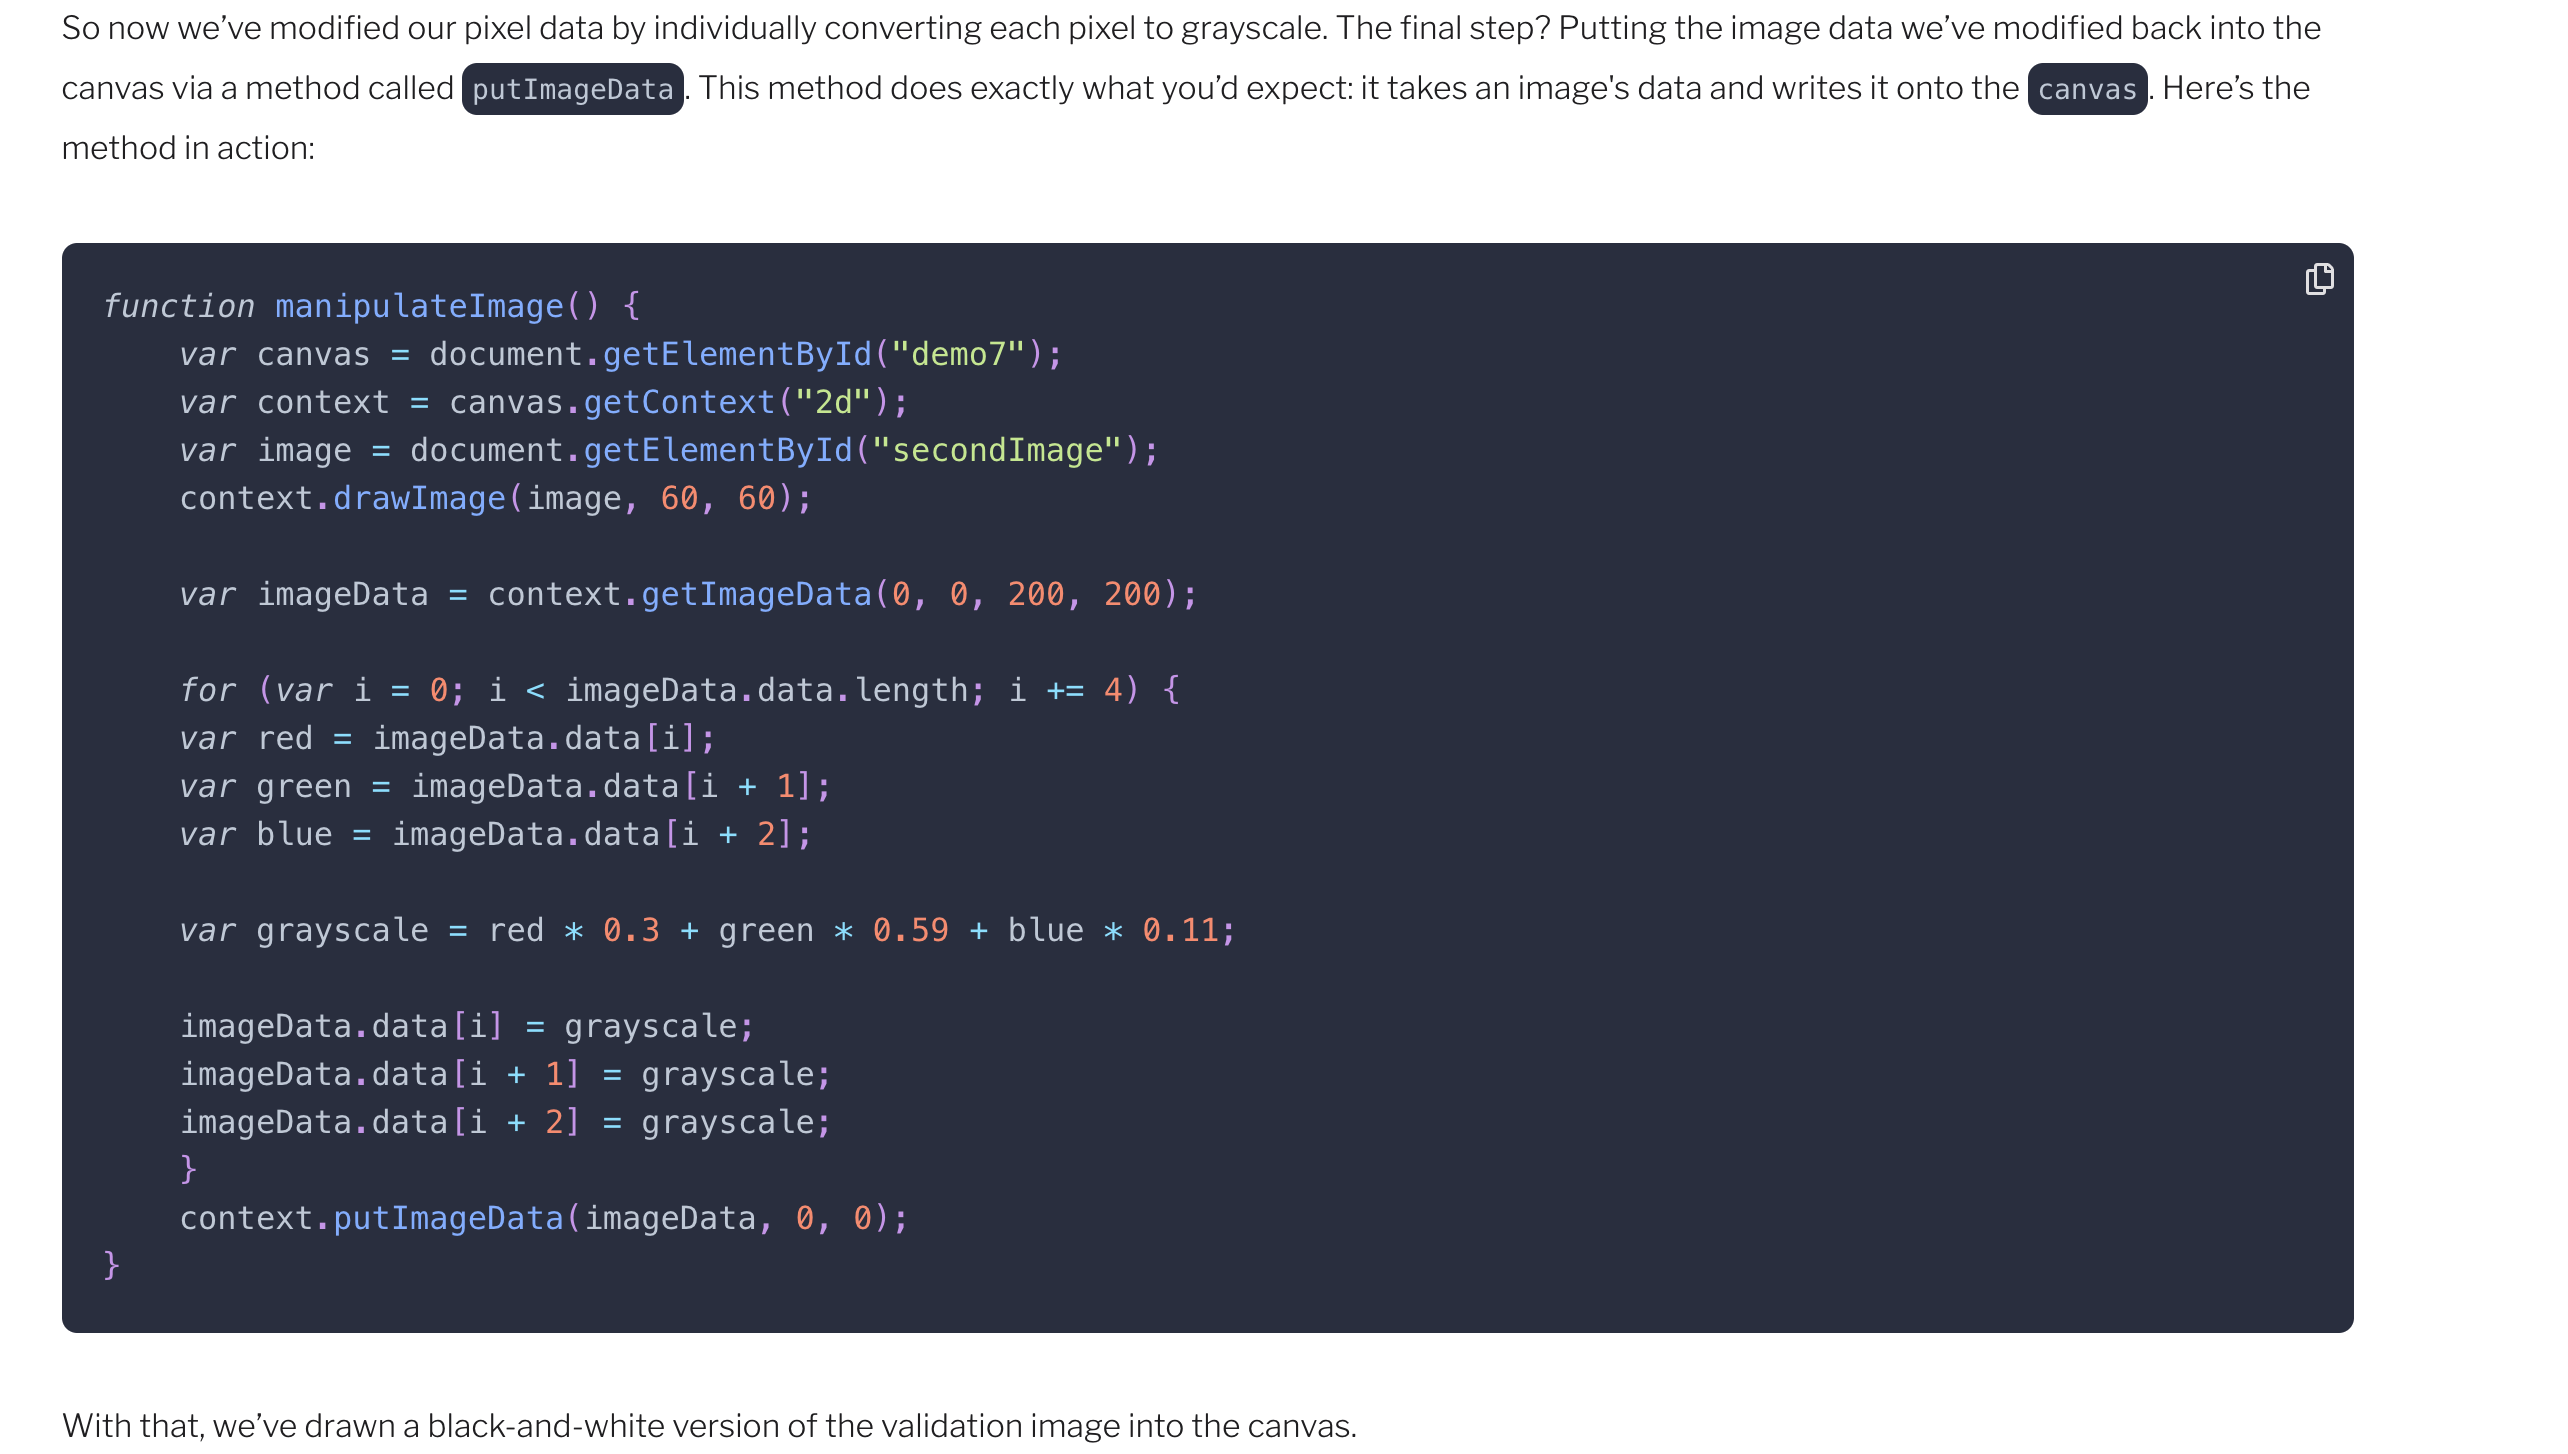 So now we’ve modified our pixel data by individually converting each pixel to grayscale. The final step? Putting the image data we’ve modified back into the
canvas via a method called putImageData. This method does exactly what you’d expect: it takes an image's data and writes it onto the canvas. Here’s the
method in action:
function manipulateImage() {
    var canvas = document.getElementById("demo7");
    var context = canvas.getContext("2d");
    var image = document.getElementById("secondImage");
    context.drawImage(image, 60, 60);
    var imageData = context.getImageData(0, 0, 200, 200);
    for (var i = 0; i < imageData.data.length; i += 4) {
    var red = imageData.data[i];
    var green = imageData.data[i + 1];
    var blue = imageData.data[i + 2];
    var grayscale = red * 0.3 + green * 0.59 + blue * 0.11;
    imageData.data[i] = grayscale;
    imageData.data[i + 1] = grayscale;
    imageData.data[i + 2] = grayscale;
    }
    context.putImageData(imageData, 0, 0);
}
With that, we’ve drawn a black-and-white version of the validation image into the canvas.